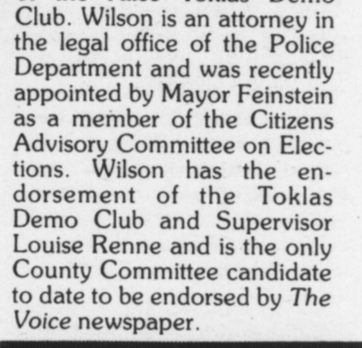 Club. Wilson is an attorney in
the legal office of the Police
Department and was recently
appointed by Mayor Feinstein
as a member of the Citizens
Advisory Committee on Elec-
tions. Wilson has the en-
dorsement of the Toklas
Demo Club and Supervisor
Louise Renne and is the only
County Committee candidate
to date to be endorsed by The
Voice newspaper.